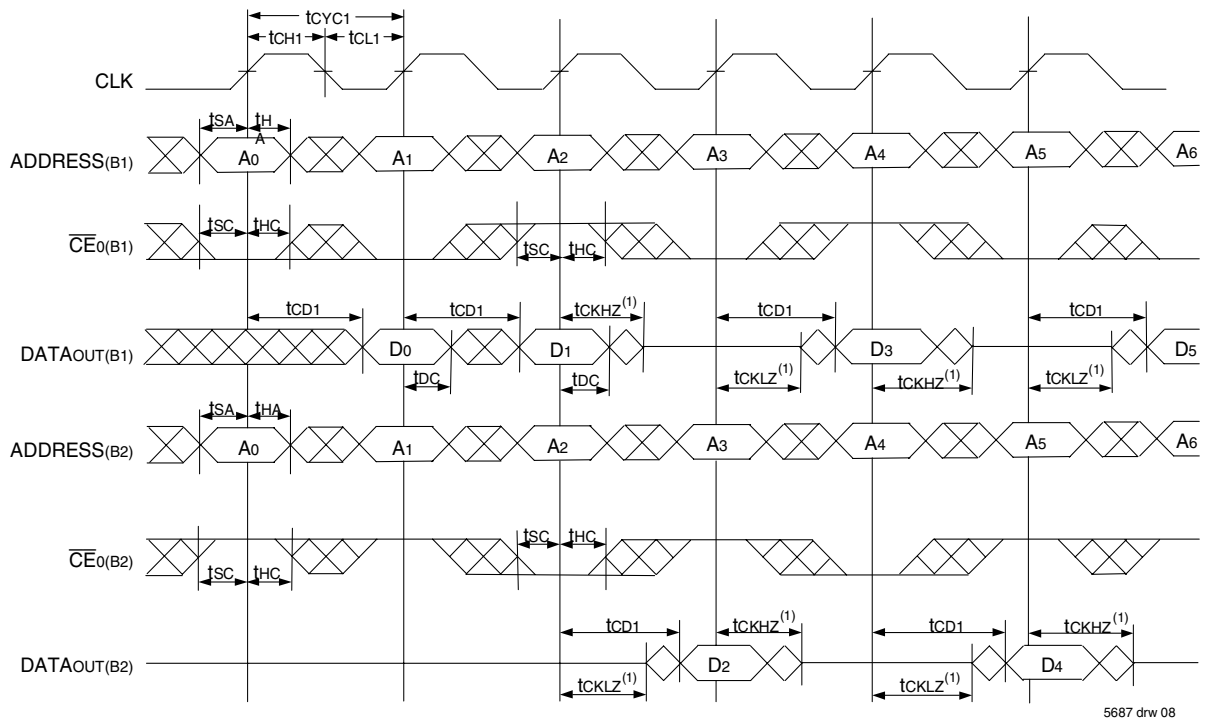 tCYC1
tCH1 tCL1
CLK
tSA tH
A
ADDRESS(B1) A0 A1 A2 A3 A4 A5 A6
tSC tHC
CE0(B1)
tSC tHC
tCD1 tCD1 tCKHZ(1) tCD1 tCD1
DATAOUT(B1) D0 D1 D3 D5
tDC tDC tCKLZ(1) tCKHZ(1) tCKLZ(1)
tSA tHA
ADDRESS(B2) A0 A1 A2 A3 A4 A5 A6
tSC tHC
CE0(B2)
tSC tHC
tCD1 tCKHZ(1) tCD1 tCKHZ(1)
DATAOUT(B2) D2 D4
tCKLZ(1) tCKLZ(1)
5687 drw 08